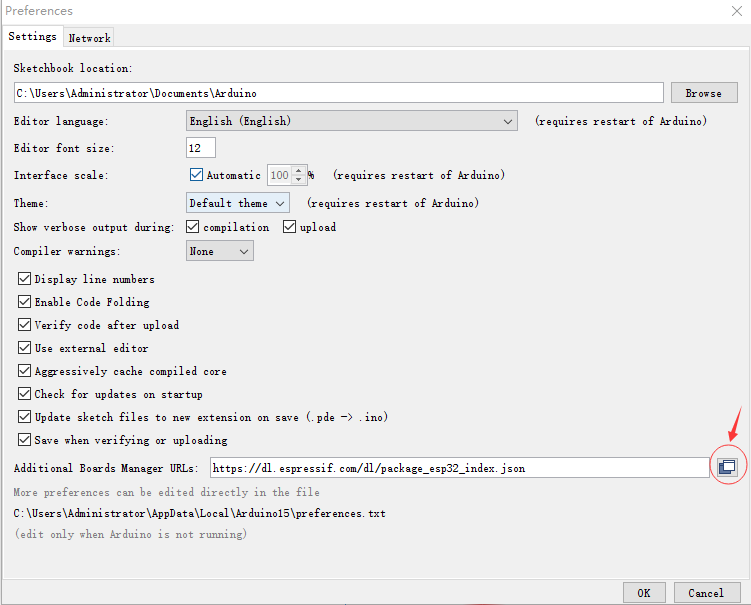 Preferences
Settings Network
Sketchbook location:
C:\Users\Administrator\Documents\Arduino Browse
Editor language: English (English) (requires restart of Arduino)
Editor font size: 12
Interface scale: Automatic 100 % (requires restart of Arduino)
Theme: Default theme (requires restart of Arduino)
Show verbose output during: compilation upload
Compiler warnings: None
Display line numbers
Enable Code Folding
Verify code after upload
Use external editor
Aggressively cache compiled core
Check for updates on startup
Update sketch files to new extension on save (.pde -> .ino)
Save when verifying or uploading
Additional Boards Manager URLs: https://dl.espressif.com/dl/package_esp32_index.json
More preferences can be edited directly in the file
C:\Users\Administrator\AppData\Local\Arduino15\preferences.txt
(edit only when Arduino is not running)
OK Cancel